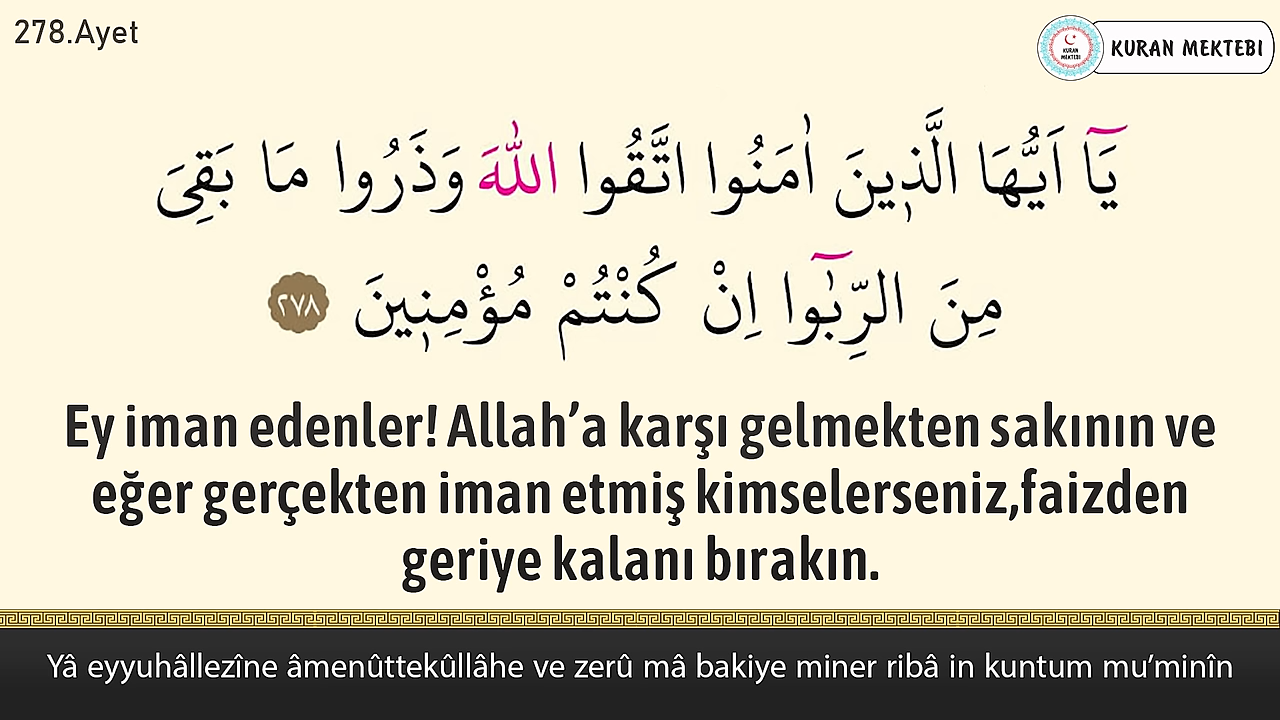 278.Ayet
KURAN MEKTEBI
KURAN
MEKTEBI
يَٓا اَيُّهَا الَّذ۪ينَ اٰمَنُوا اتَّقُوا اللّٰهَ وَذَرُوا مَا بَقِيَ
مِنَ الرِّبٰٓوا اِنْ كُنْتُمْ مُؤْمِن۪ينَ ٢٧٨
Ey iman edenler! Allah’a karşı gelmekten sakının ve
eğer gerçekten iman etmiş kimselerseniz,faizden
geriye kalanı bırakın.
Yâ eyyuhâllezîne âmenûttekûllâhe ve zerû mâ bakiye miner ribâ in kuntum mu’minîn